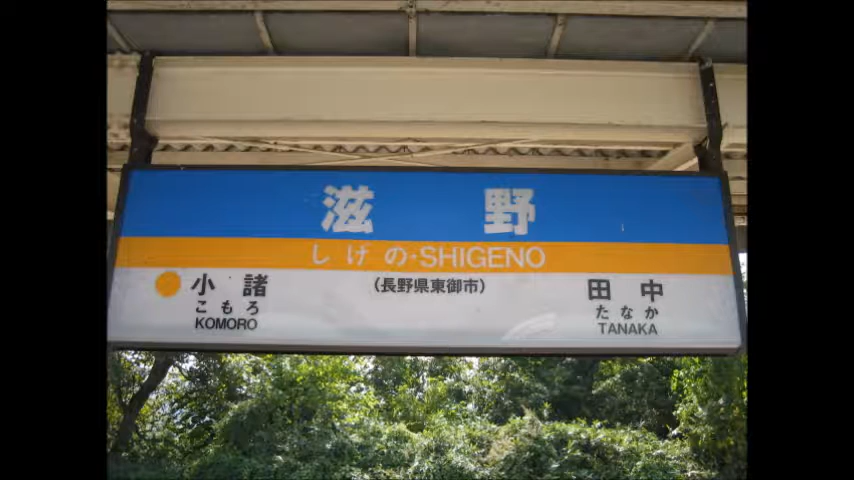 滋野
しげの・SHIGENO
(長野県東御市)
小諸
こもろ
KOMORO
田中
たなか
TANAKA